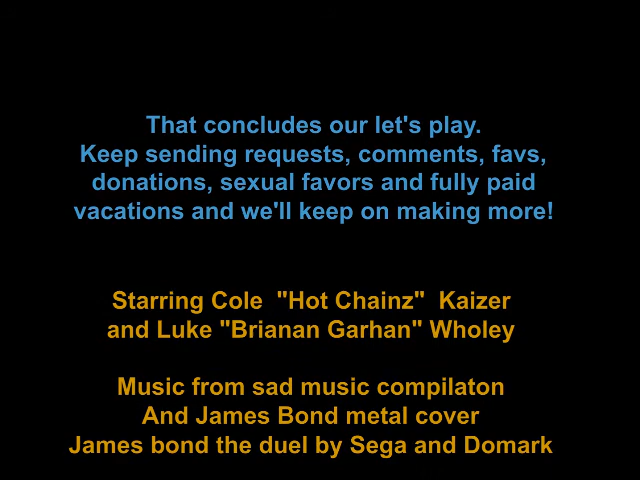 That concludes our let's play.
Keep sending requests, comments, favs,
donations, sexual favors and fully paid
vacations and we'll keep on making more!
Starring Cole "Hot Chainz" Kaizer
and Luke "Brianan Garhan" Wholey
Music from sad music compilaton
And James Bond metal cover
James bond the duel by Sega and Domark